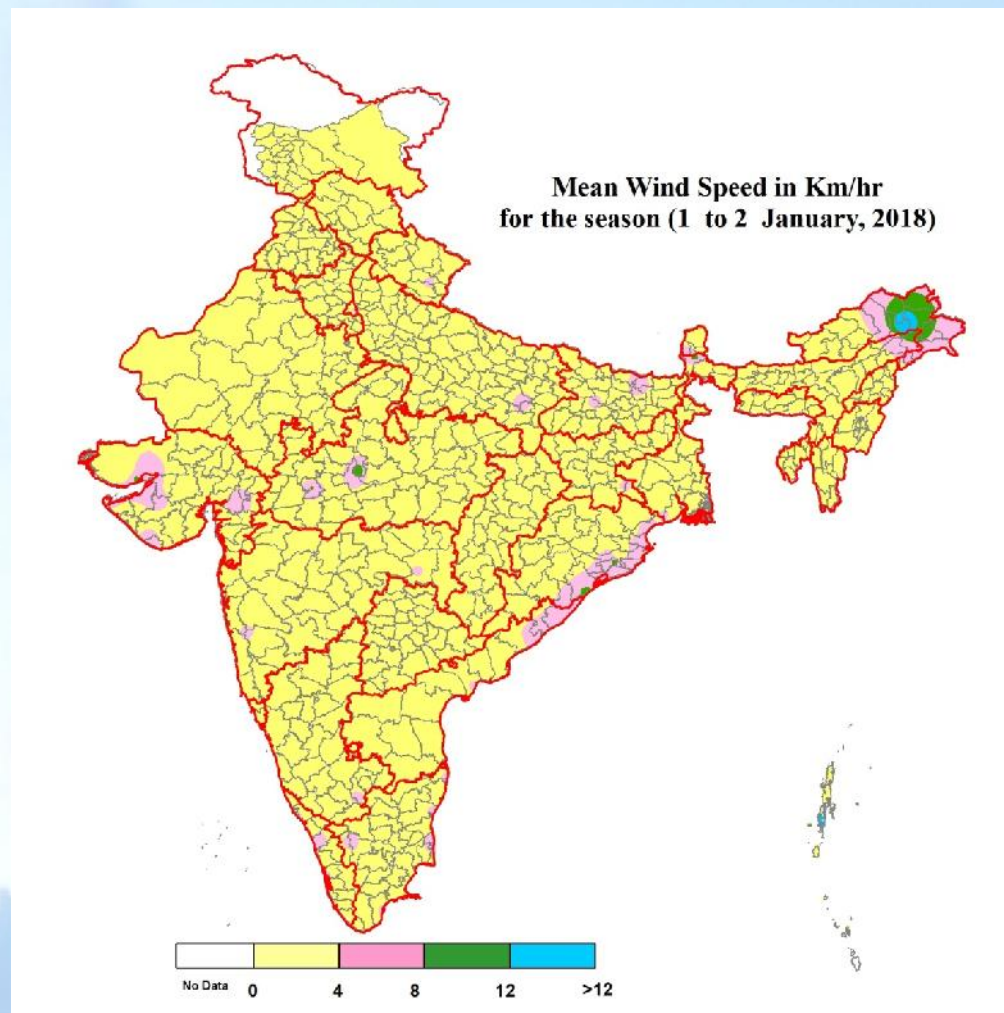 Mean Wind Speed in Km/hr
for the season (1 to 2 January, 2018)
No Data 0 4 8 12 >12